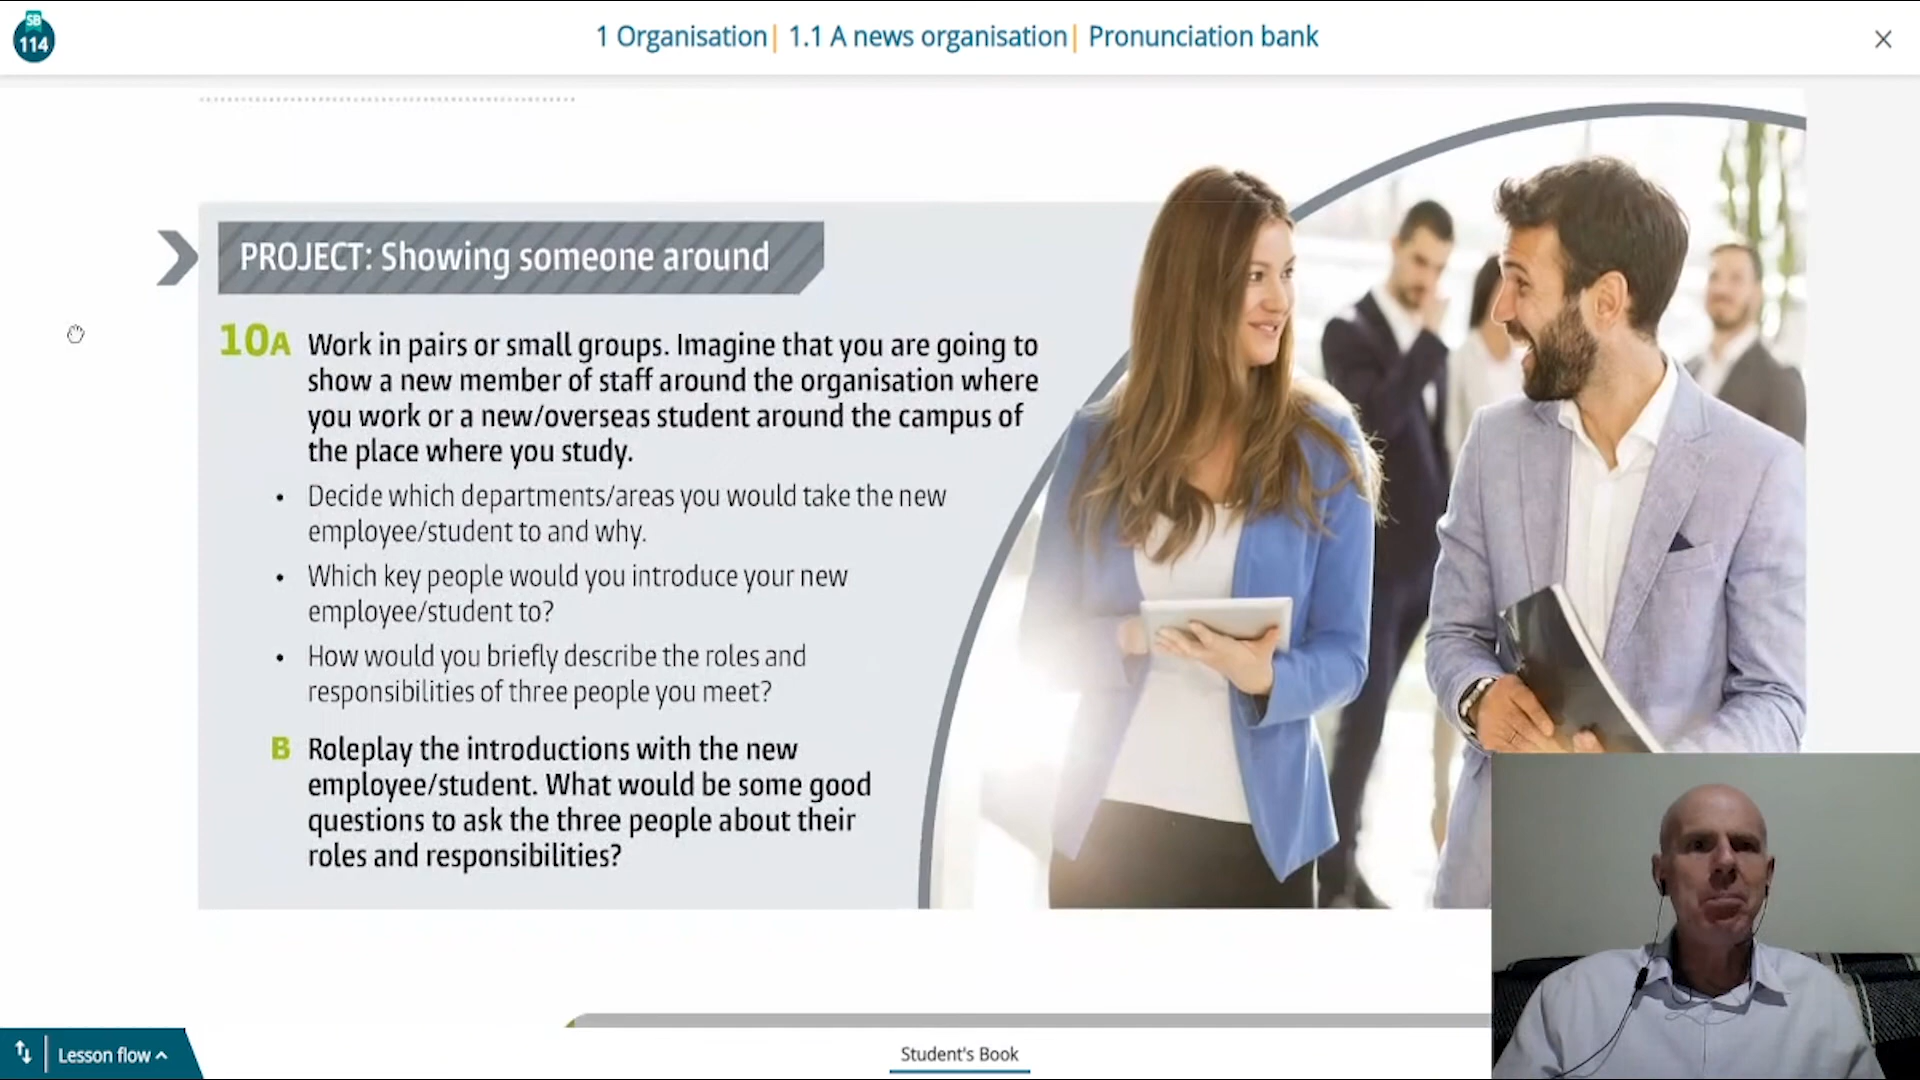 SB
114
1 Organisation| 1.1 A news organisation| Pronunciation bank
PROJECT: Showing someone around
10A Work in pairs or small groups. Imagine that you are going to
show a new member of staff around the organisation where
you work or a new/overseas student around the campus of
the place where you study.
• Decide which departments/areas you would take the new
employee/student to and why.
• Which key people would you introduce your new
employee/student to?
• How would you briefly describe the roles and
responsibilities of three people you meet?
B Roleplay the introductions with the new
employee/student. What would be some good
questions to ask the three people about their
roles and responsibilities?
Lesson flow
Student's Book